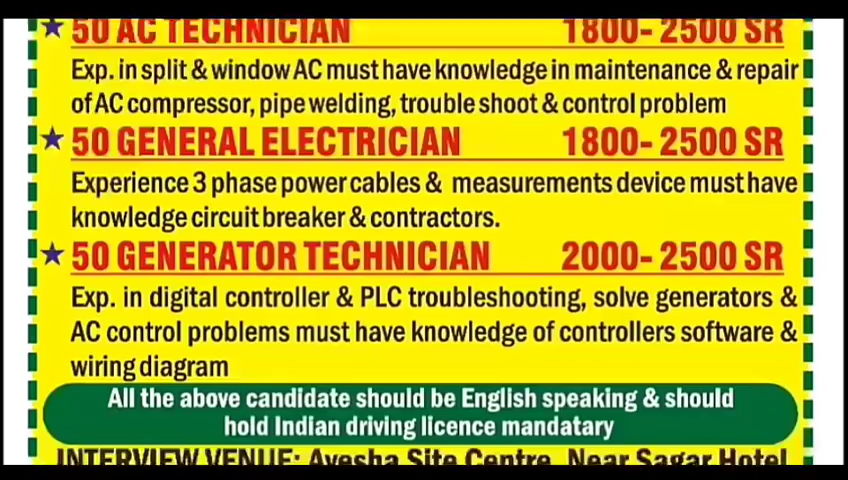 50 AC TECHNICIAN 1800- 2500 SR
Exp. in split & window AC must have knowledge in maintenance & repair
of AC compressor, pipe welding, trouble shoot & control problem
50 GENERAL ELECTRICIAN 1800- 2500 SR
Experience 3 phase power cables & measurements device must have
knowledge circuit breaker & contractors.
50 GENERATOR TECHNICIAN 2000- 2500 SR
Exp. in digital controller & PLC troubleshooting, solve generators &
AC control problems must have knowledge of controllers software &
wiring diagram
All the above candidate should be English speaking & should
hold Indian driving licence mandatary
INTERVIEW VENUE: Ayesha Site Centre, Near Sagar Hotel